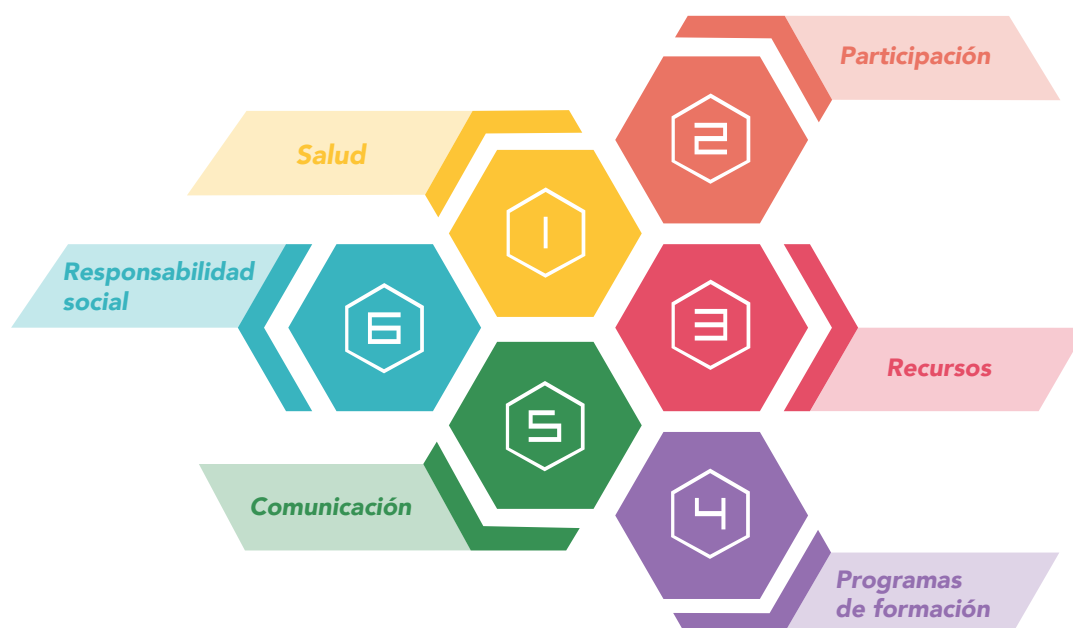 2
Participación
Salud
1
Responsabilidad
social
6
3
Recursos
5
Comunicación
4
Programas
de formación